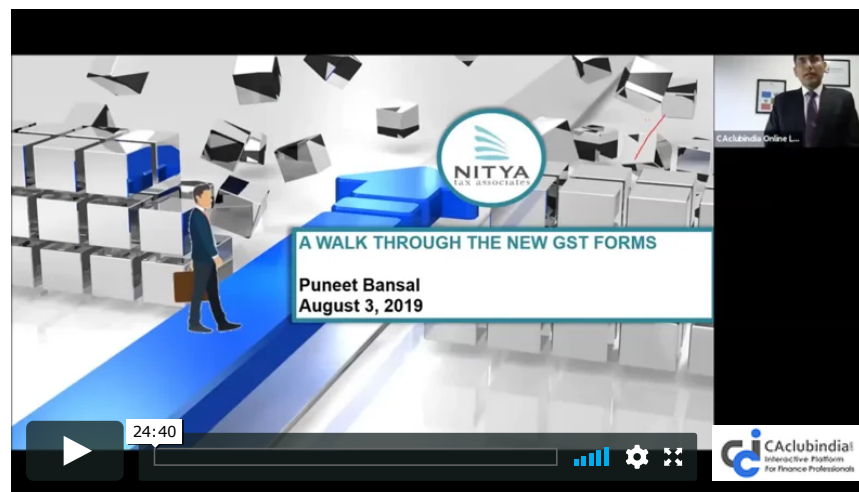 NITYA
tax associates
A WALK THROUGH THE NEW GST FORMS
Puneet Bansal
August 3, 2019
CAclubindia Online L...
24:40
CAclubindia
Interactive Platform
For Finance Professionals